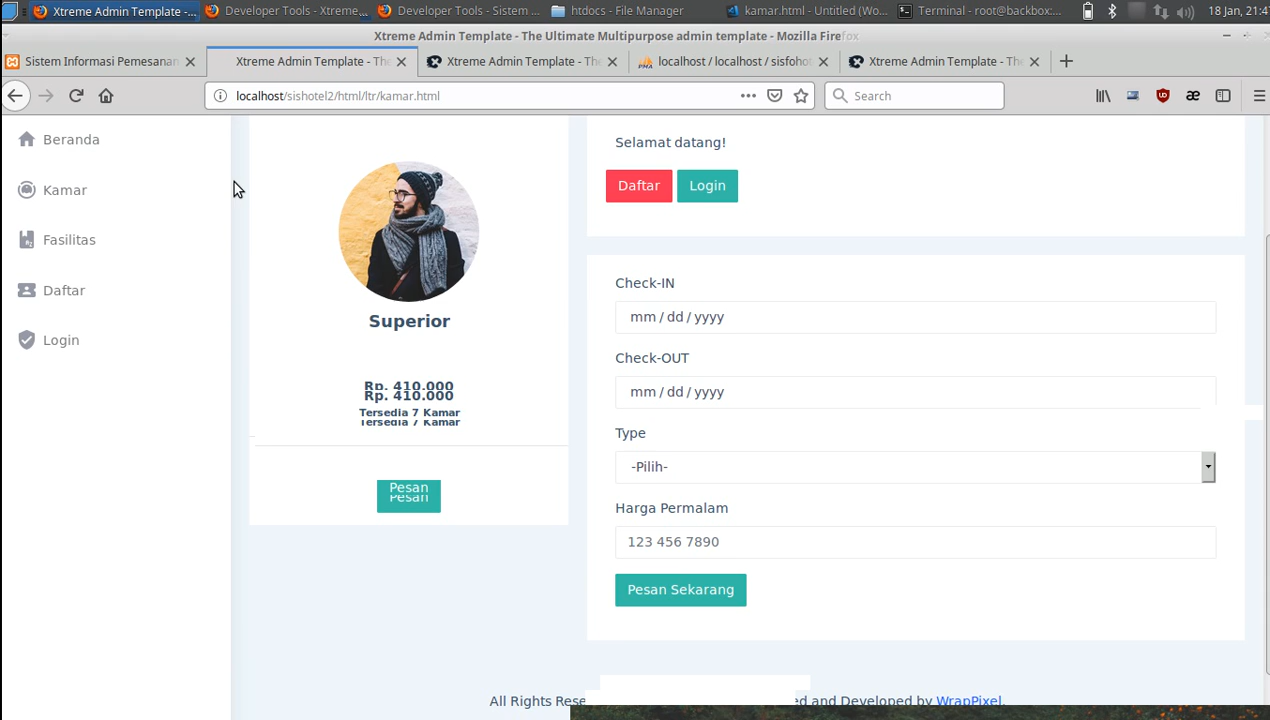 Xtreme Admin Template -...
Developer Tools - Xtreme...
Developer Tools - Sistem ...
htdocs - File Manager
kamar.html - Untitled (Wo...
Terminal - root@backbox:...
18 Jan, 21:4
Xtreme Admin Template - The Ultimate Multipurpose admin template - Mozilla Firefox
Sistem Informasi Pemesanan
Xtreme Admin Template - The
Xtreme Admin Template - The
localhost / localhost / sisfohot
Xtreme Admin Template - The
localhost/sishotel2/html/ltr/kamar.html
Search
Beranda
Kamar
Fasilitas
Daftar
Login
Superior
Rp. 410.000
Rp. 410.000
Tersedia 7 Kamar
Tersedia 7 Kamar
Pesan
Pesan
Selamat datang!
Daftar
Login
Check-IN
mm / dd / yyyy
Check-OUT
mm / dd / yyyy
Type
-Pilih-
Harga Permalam
123 456 7890
Pesan Sekarang
All Rights Rese ed and Developed by WrapPixel.